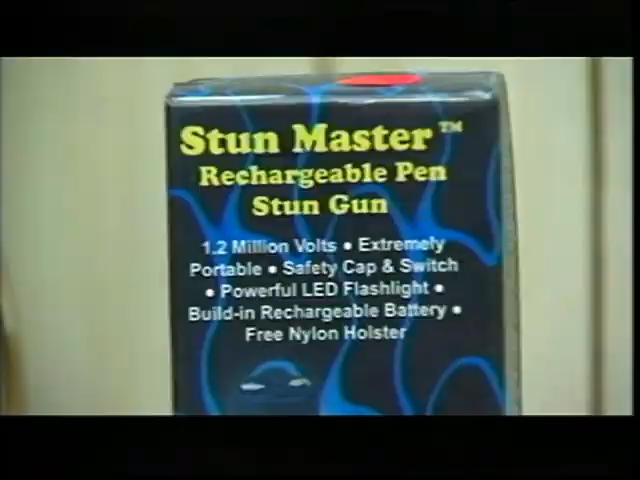 Stun Master™
Rechargeable Pen
Stun Gun
1.2 Million Volts • Extremely
Portable • Safety Cap & Switch
• Powerful LED Flashlight •
Build-in Rechargeable Battery •
Free Nylon Holster